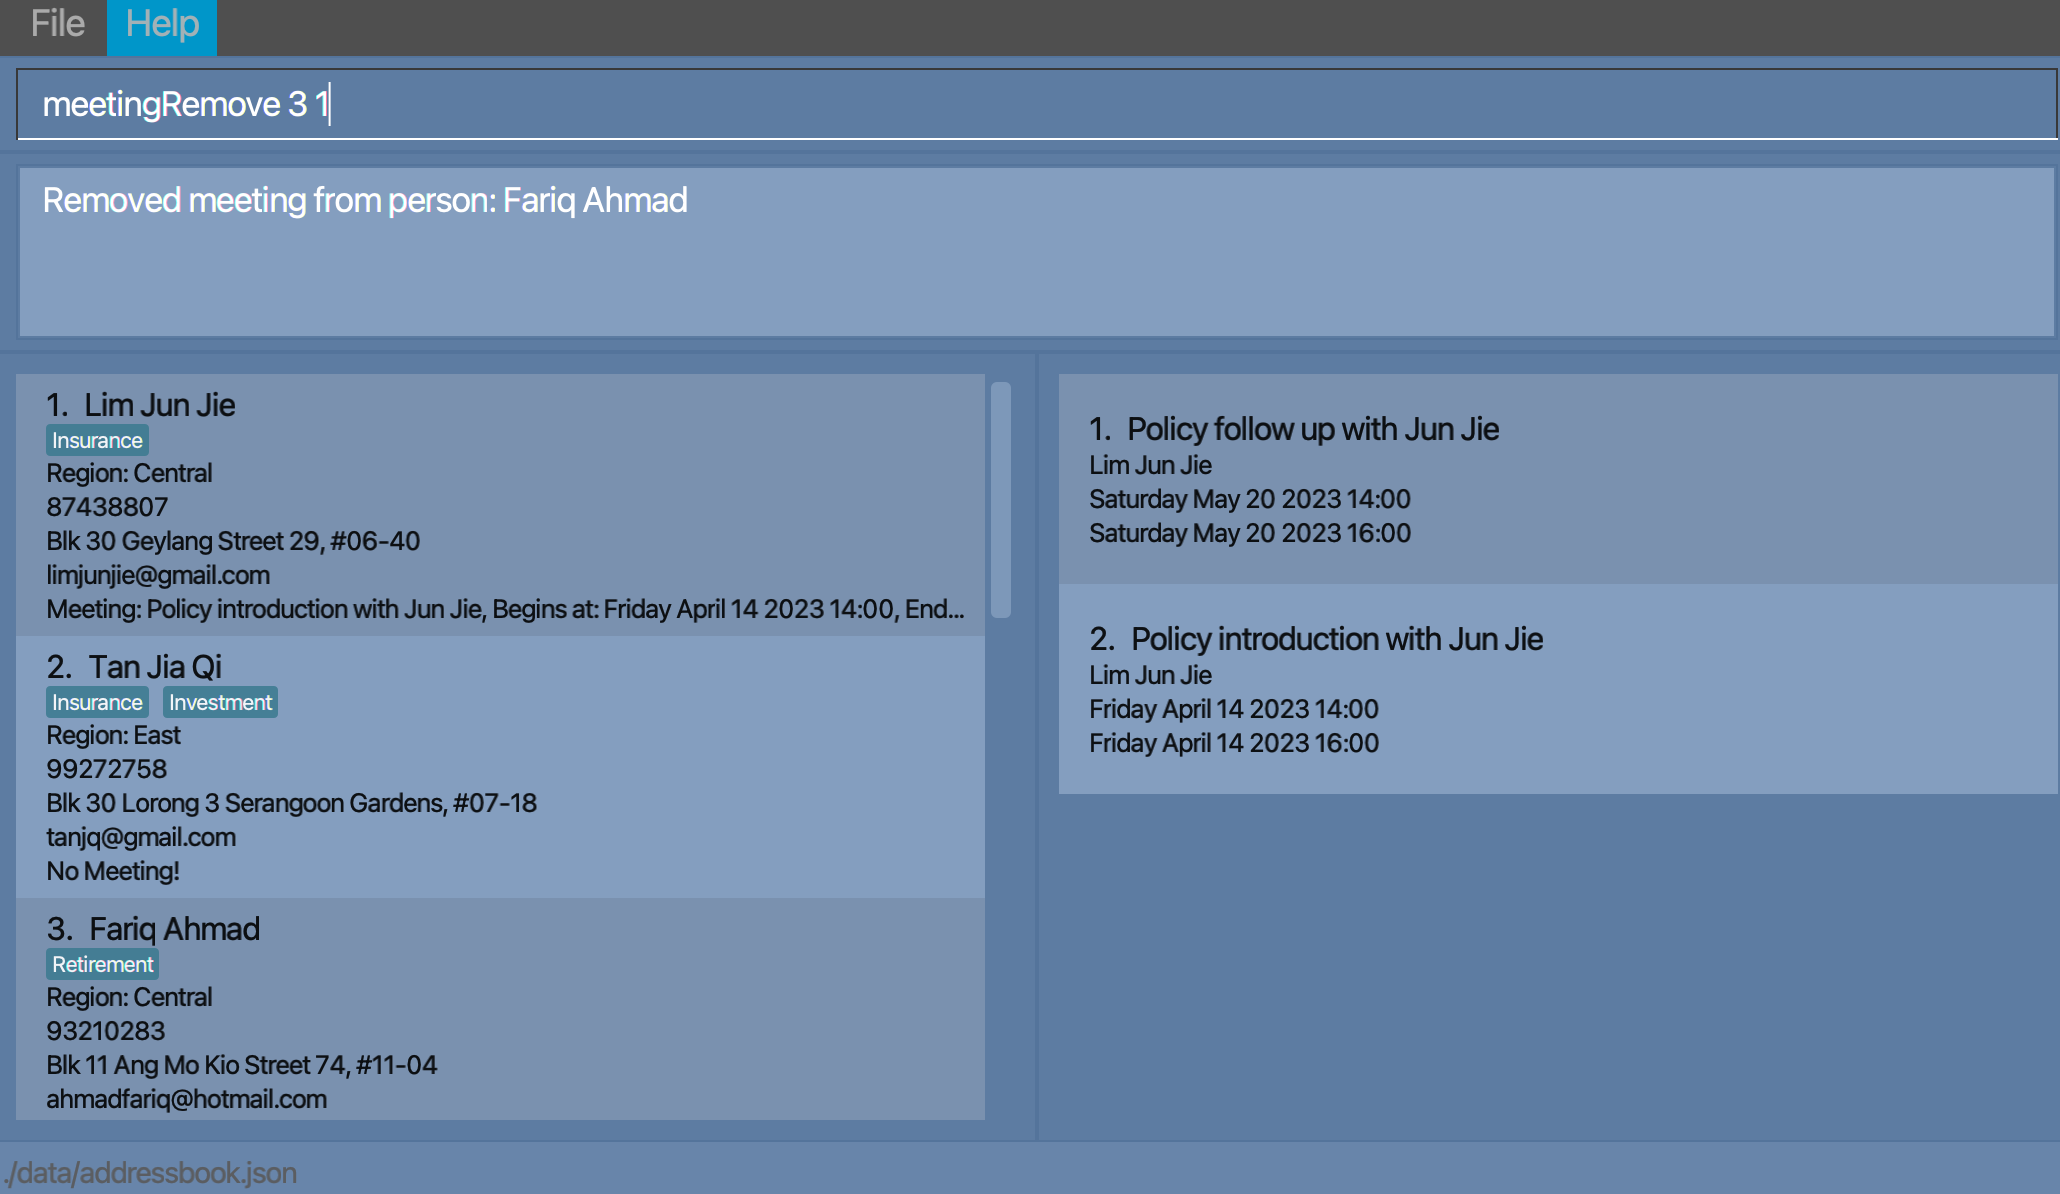 File Help
meetingRemove 3 1
Removed meeting from person: Fariq Ahmad
1. Lim Jun Jie
Insurance
Region: Central
87438807
Blk 30 Geylang Street 29, #06-40
limjunjie@gmail.com
Meeting: Policy introduction with Jun Jie, Begins at: Friday April 14 2023 14:00, End...
2. Tan Jia Qi
Insurance Investment
Region: East
99272758
Blk 30 Lorong 3 Serangoon Gardens, #07-18
tanjq@gmail.com
No Meeting!
3. Fariq Ahmad
Retirement
Region: Central
93210283
Blk 11 Ang Mo Kio Street 74, #11-04
ahmadfariq@hotmail.com
1. Policy follow up with Jun Jie
Lim Jun Jie
Saturday May 20 2023 14:00
Saturday May 20 2023 16:00
2. Policy introduction with Jun Jie
Lim Jun Jie
Friday April 14 2023 14:00
Friday April 14 2023 16:00
./data/addressbook.json